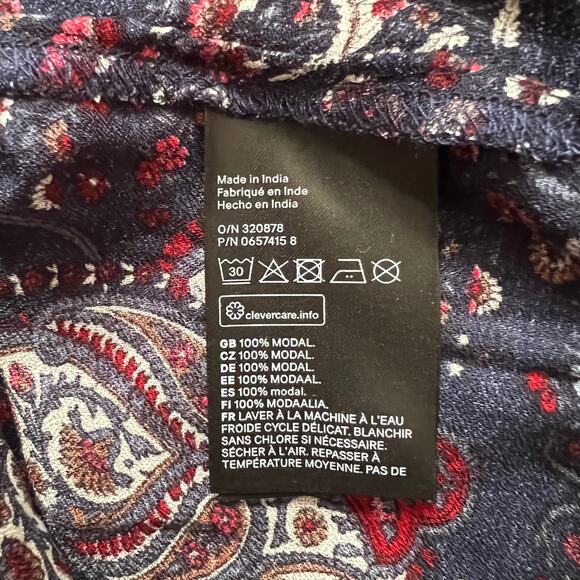 Made in India
Fabriqué en Inde
Hecho en India
O/N 320878
P/N 0657415 8
30
clevercare.info
GB 100% MODAL.
CZ 100% MODAL.
DE 100% MODAL.
EE 100% MODAAL.
ES 100% modal.
FI 100% MODAALIA.
FR LAVER À LA MACHINE À L'EAU
FROIDE CYCLE DÉLICAT. BLANCHIR
SANS CHLORE SI NÉCESSAIRE.
SÉCHER À L'AIR. REPASSER À
TEMPÉRATURE MOYENNE. PAS DE